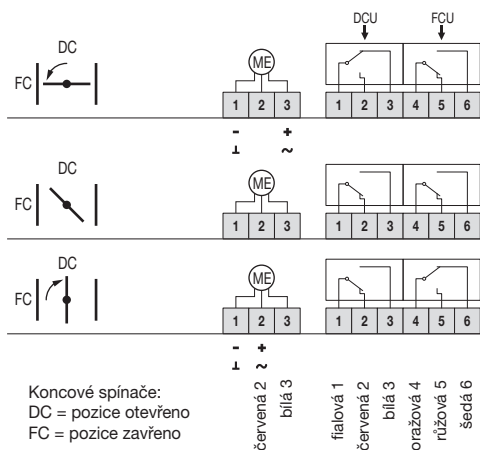 DCU FCU
DC
FC
ME
1 2 3
1 2 3 4 5 6
- +
⊥ ~
DC
FC
ME
1 2 3
1 2 3 4 5 6
DC
FC
ME
1 2 3
1 2 3 4 5 6
- +
⊥ ~
červená 2
bílá 3
fialová 1
červená 2
bílá 3
oražová 4
růžová 5
šedá 6
Koncové spínače:
DC = pozice otevřeno
FC = pozice zavřeno